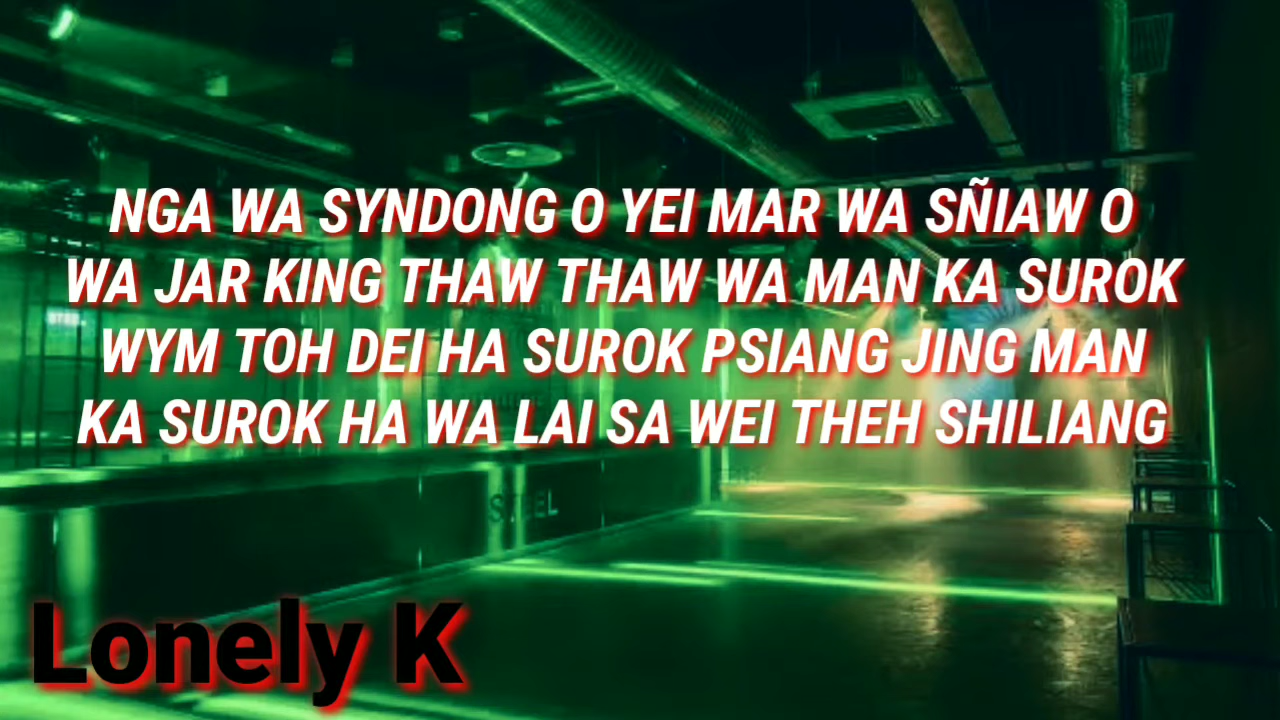 NGA WA SYNDONG O YEI MAR WA SÑIAW O
WA JAR KING THAW THAW WA MAN KA SUROK
WYM TOH DEI HA SUROK PSIANG JING MAN
KA SUROK HA WA LAI SA WEI THEH SHILIANG
Lonely K